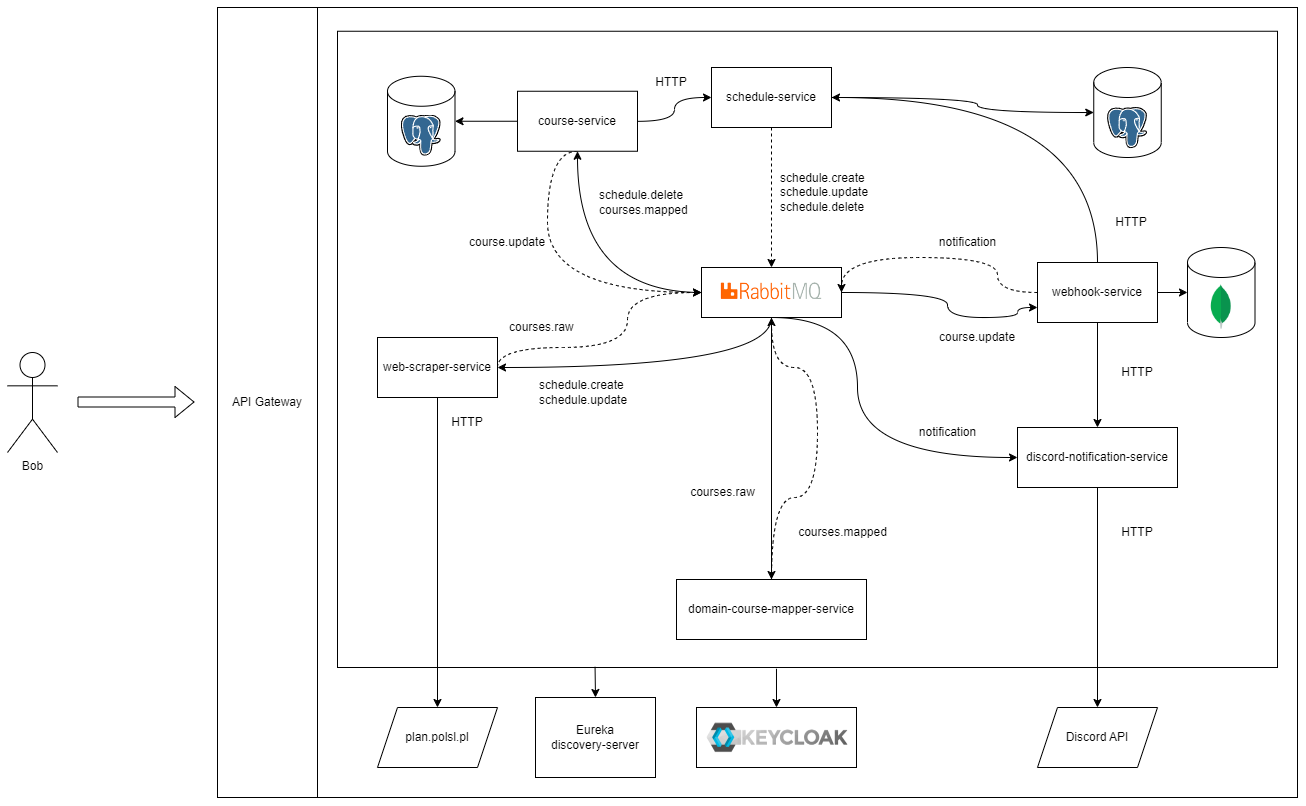 HTTP
schedule-service
course-service
schedule.create
schedule.update
schedule.delete
schedule.delete
courses.mapped
HTTP
course.update
notification
RabbitMQ
webhook-service
courses.raw
course.update
web-scraper-service
HTTP
schedule.create
schedule.update
API Gateway
HTTP
notification
Bob
discord-notification-service
courses.raw
courses.mapped
HTTP
domain-course-mapper-service
plan.polsl.pl
Eureka
discovery-server
KEYCLOAK
Discord API